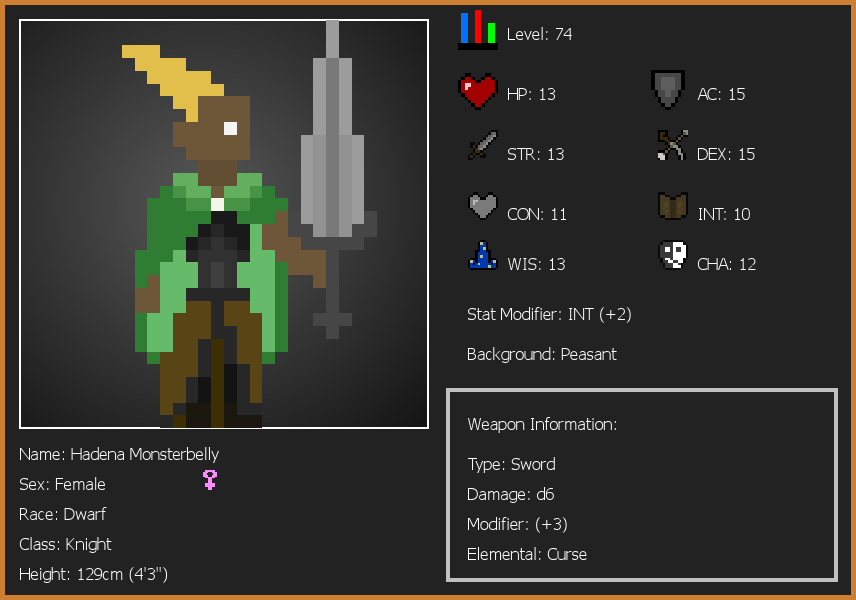 Level: 74
HP: 13
AC: 15
STR: 13
DEX: 15
CON: 11
INT: 10
WIS: 13
CHA: 12
Stat Modifier: INT (+2)
Background: Peasant
Weapon Information:
Type: Sword
Damage: d6
Modifier: (+3)
Elemental: Curse
Name: Hadena Monsterbelly
Sex: Female
Race: Dwarf
Class: Knight
Height: 129cm (4'3")